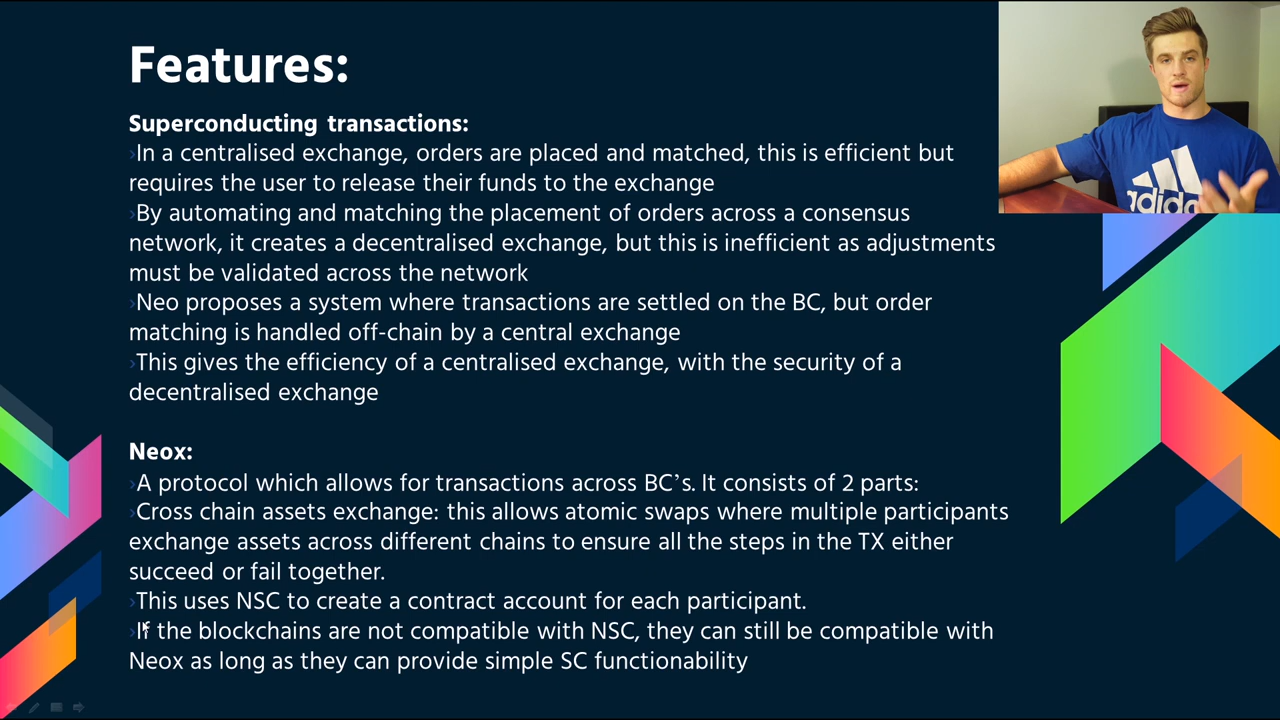 Features:
Superconducting transactions:
›In a centralised exchange, orders are placed and matched, this is efficient but
requires the user to release their funds to the exchange
›By automating and matching the placement of orders across a consensus
network, it creates a decentralised exchange, but this is inefficient as adjustments
must be validated across the network
›Neo proposes a system where transactions are settled on the BC, but order
matching is handled off-chain by a central exchange
›This gives the efficiency of a centralised exchange, with the security of a
decentralised exchange
Neox:
›A protocol which allows for transactions across BC’s. It consists of 2 parts:
›Cross chain assets exchange: this allows atomic swaps where multiple participants
exchange assets across different chains to ensure all the steps in the TX either
succeed or fail together.
›This uses NSC to create a contract account for each participant.
›If the blockchains are not compatible with NSC, they can still be compatible with
Neox as long as they can provide simple SC functionability
adidas